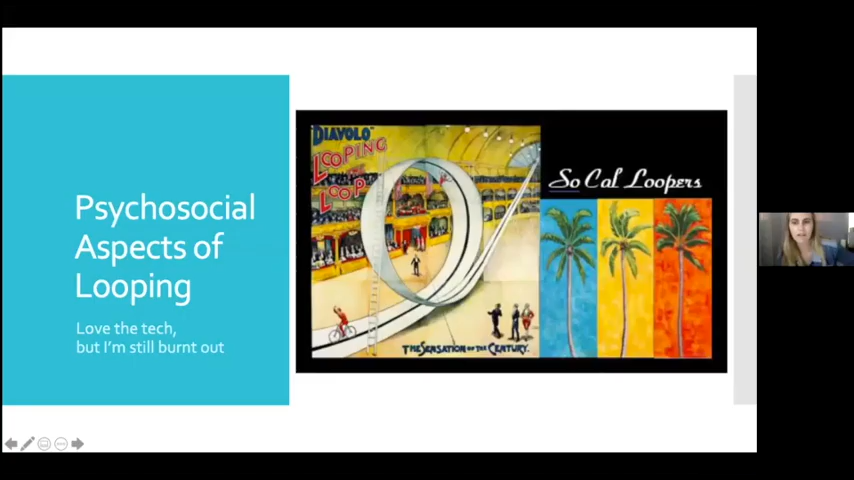 Psychosocial
Aspects of
Looping
Love the tech,
but I'm still burnt out
DIAVOLO
LOOPING
THE
LOOP
THE SENSATION OF THE CENTURY.
So Cal Loopers